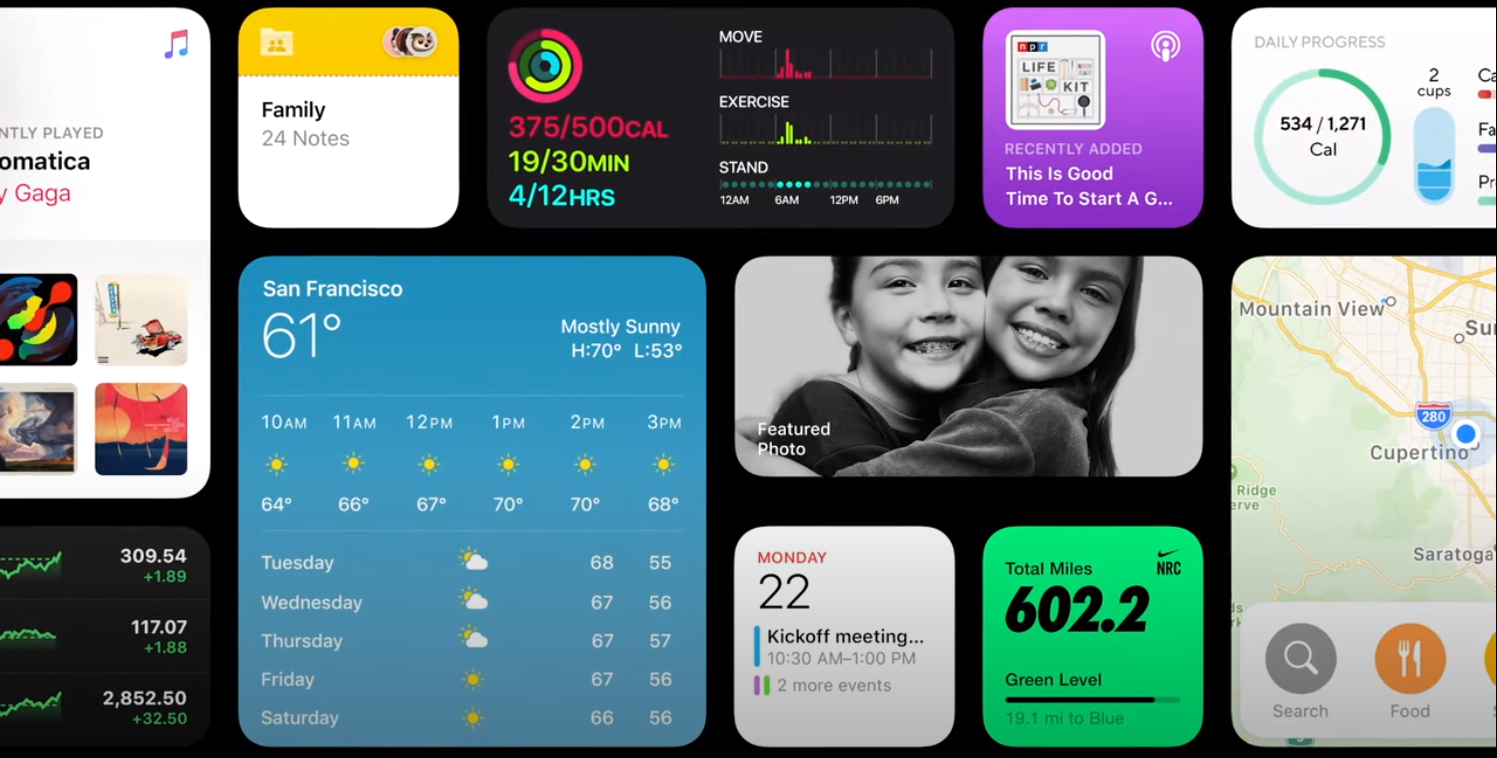 NTLY PLAYED
omatica
y Gaga
309.54
+1.89
117.07
+1.88
2,852.50
+32.50
Family
24 Notes
375/500CAL
19/30MIN
4/12HRS
MOVE
EXERCISE
STAND
12AM 6AM 12PM 6PM
npr
LIFE
KIT
RECENTLY ADDED
This Is Good
Time To Start A G...
DAILY PROGRESS
534 / 1,271
Cal
2
cups
Ca
Fa
Pr
San Francisco
61°
Mostly Sunny
H:70° L:53°
10AM 11AM 12PM 1PM 2PM 3PM
64° 66° 67° 70° 70° 68°
Tuesday 68 55
Wednesday 67 56
Thursday 67 57
Friday 67 56
Saturday 66 56
Featured
Photo
MONDAY
22
Kickoff meeting...
10:30 AM–1:00 PM
2 more events
Total Miles
NRC
602.2
Green Level
19.1 mi to Blue
Mountain View
Su
280
Cupertino
Ridge
erve
Saratoga
Search
Food